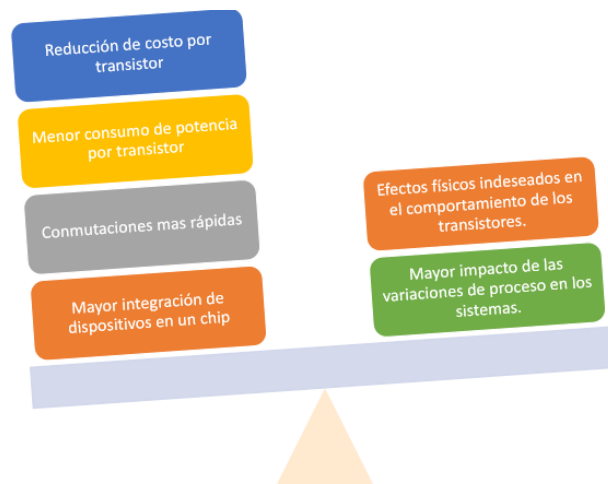 Reducción de costo por
transistor
Menor consumo de potencia
por transistor
Conmutaciones mas rápidas
Mayor integración de
dispositivos en un chip
Efectos físicos indeseados en
el comportamiento de los
transistores.
Mayor impacto de las
variaciones de proceso en los
sistemas.